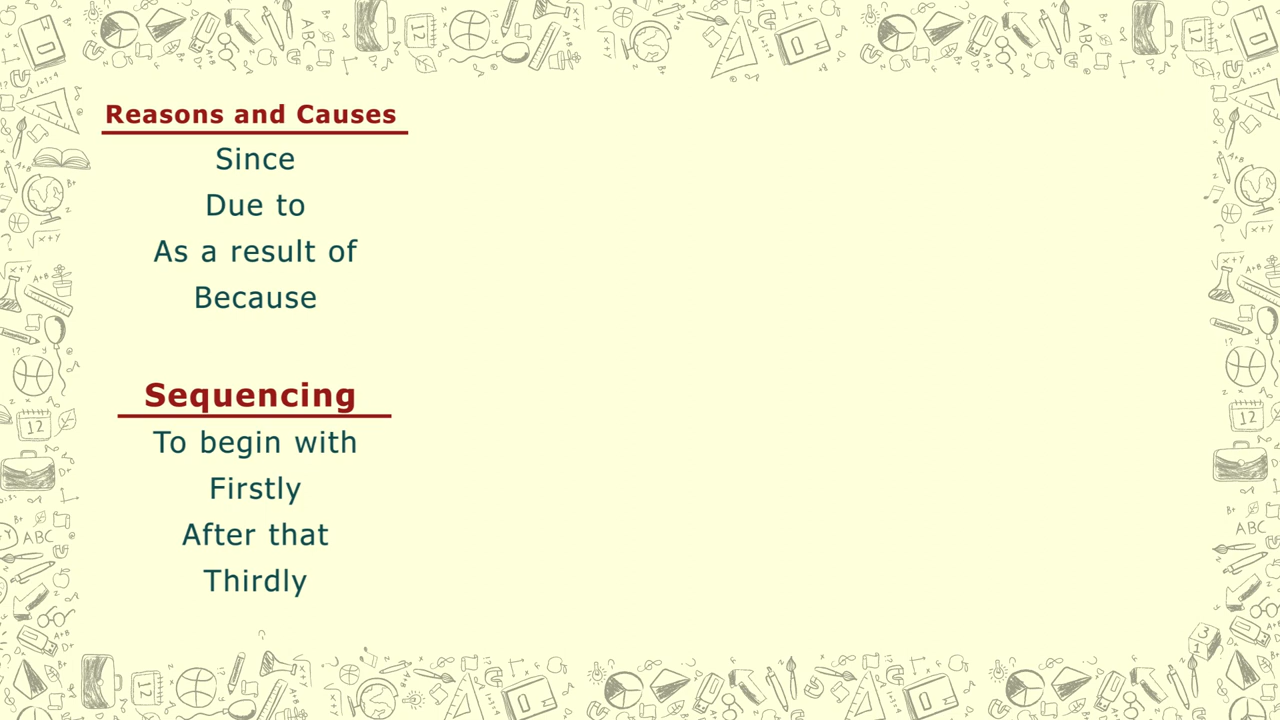 Reasons and Causes
Since
Due to
As a result of
Because
Sequencing
To begin with
Firstly
After that
Thirdly